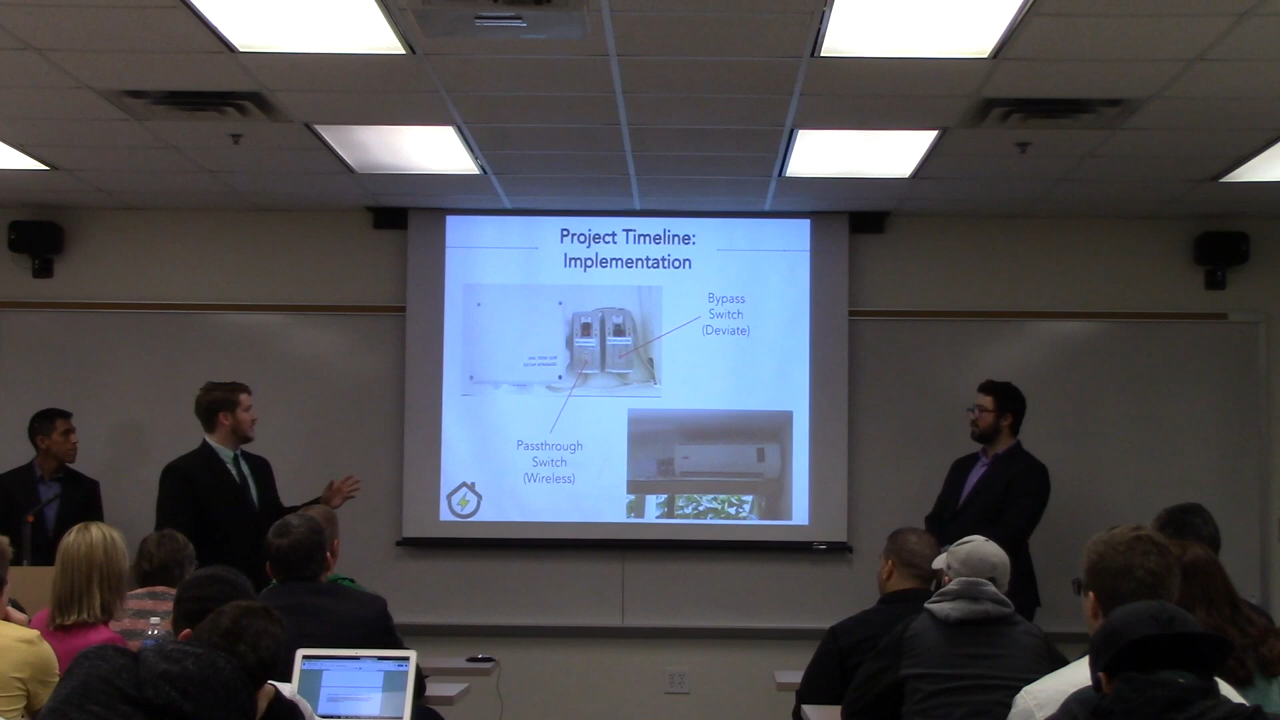 Project Timeline:
Implementation
Bypass
Switch
(Deviate)
Passthrough
Switch
(Wireless)